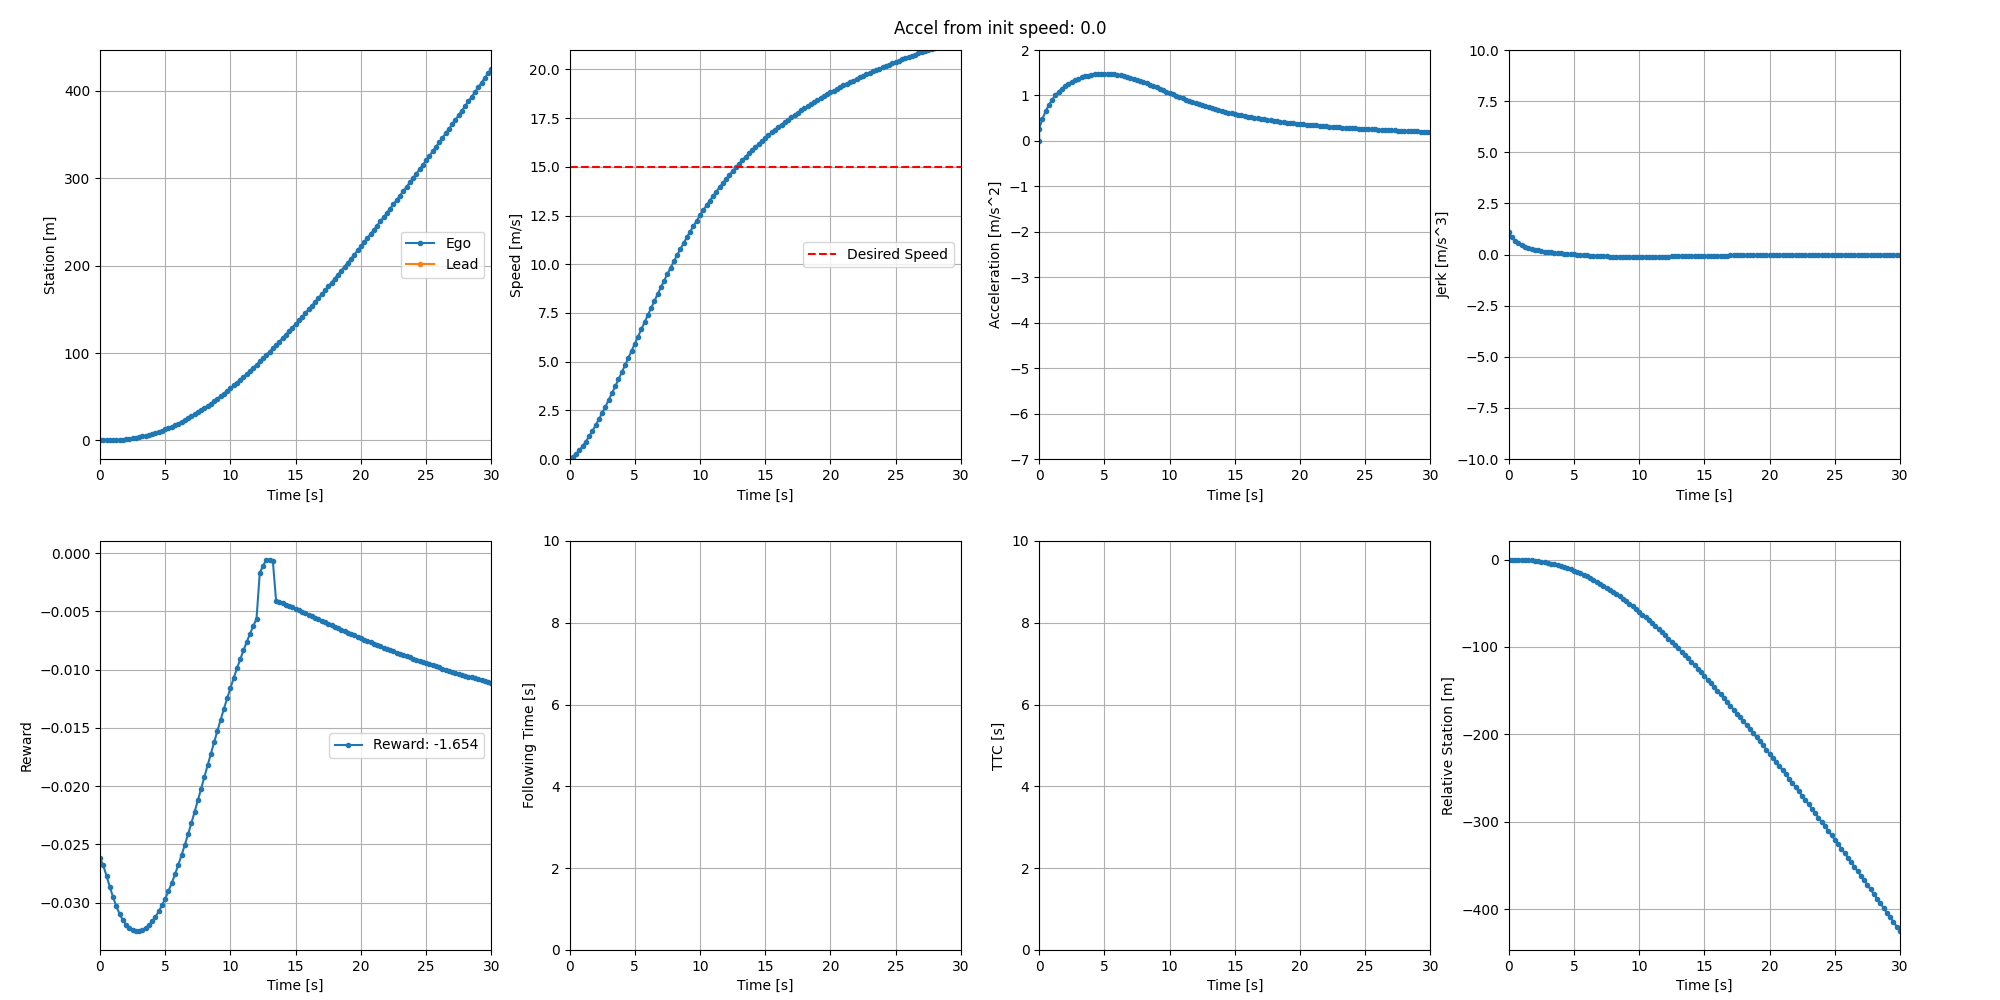 Accel from init speed: 0.0
400
300
200
100
0
0 5 10 15 20 25 30
Station [m]
Time [s]
Ego
Lead
20.0
17.5
15.0
12.5
10.0
7.5
5.0
2.5
0.0
0 5 10 15 20 25 30
Speed [m/s]
Time [s]
Desired Speed
2
1
0
−1
−2
−3
−4
−5
−6
−7
0 5 10 15 20 25 30
Acceleration [m/s^2]
Time [s]
10.0
7.5
5.0
2.5
0.0
−2.5
−5.0
−7.5
−10.0
0 5 10 15 20 25 30
Jerk [m/s^3]
Time [s]
0.000
−0.005
−0.010
−0.015
−0.020
−0.025
−0.030
0 5 10 15 20 25 30
Reward
Time [s]
Reward: -1.654
10
8
6
4
2
0
0 5 10 15 20 25 30
Following Time [s]
Time [s]
10
8
6
4
2
0
0 5 10 15 20 25 30
TTC [s]
Time [s]
0
−100
−200
−300
−400
0 5 10 15 20 25 30
Relative Station [m]
Time [s]